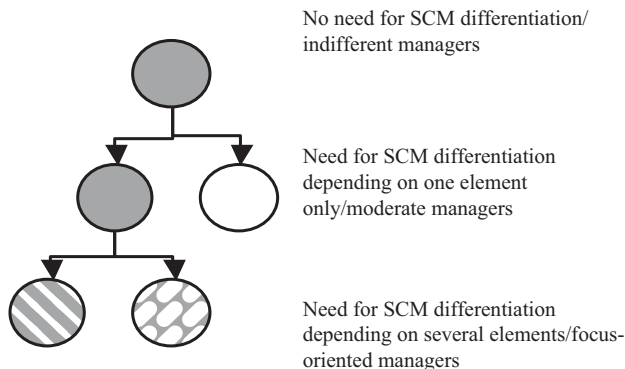 No need for SCM differentiation/
indifferent managers
Need for SCM differentiation
depending on one element
only/moderate managers
Need for SCM differentiation
depending on several elements/focus-
oriented managers